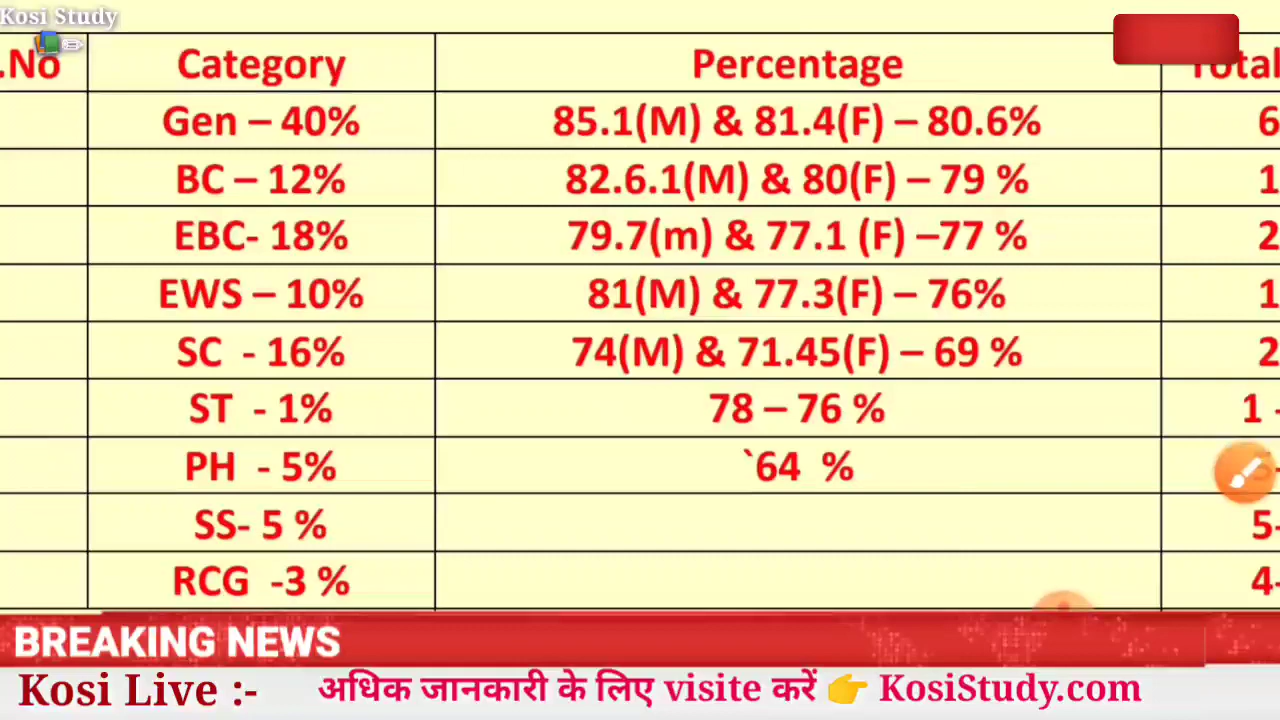 Kosi Study
.No Category Percentage Total
Gen – 40% 85.1(M) & 81.4(F) – 80.6% 6
BC – 12% 82.6.1(M) & 80(F) – 79 % 1
EBC- 18% 79.7(m) & 77.1 (F) –77 % 2
EWS – 10% 81(M) & 77.3(F) – 76% 1
SC - 16% 74(M) & 71.45(F) – 69 % 2
ST - 1% 78 – 76 % 1 -
PH - 5% `64 %
SS- 5 % 5-
RCG -3 % 4-
BREAKING NEWS
Kosi Live :- अधिक जानकारी के लिए visite करें 👉 KosiStudy.com